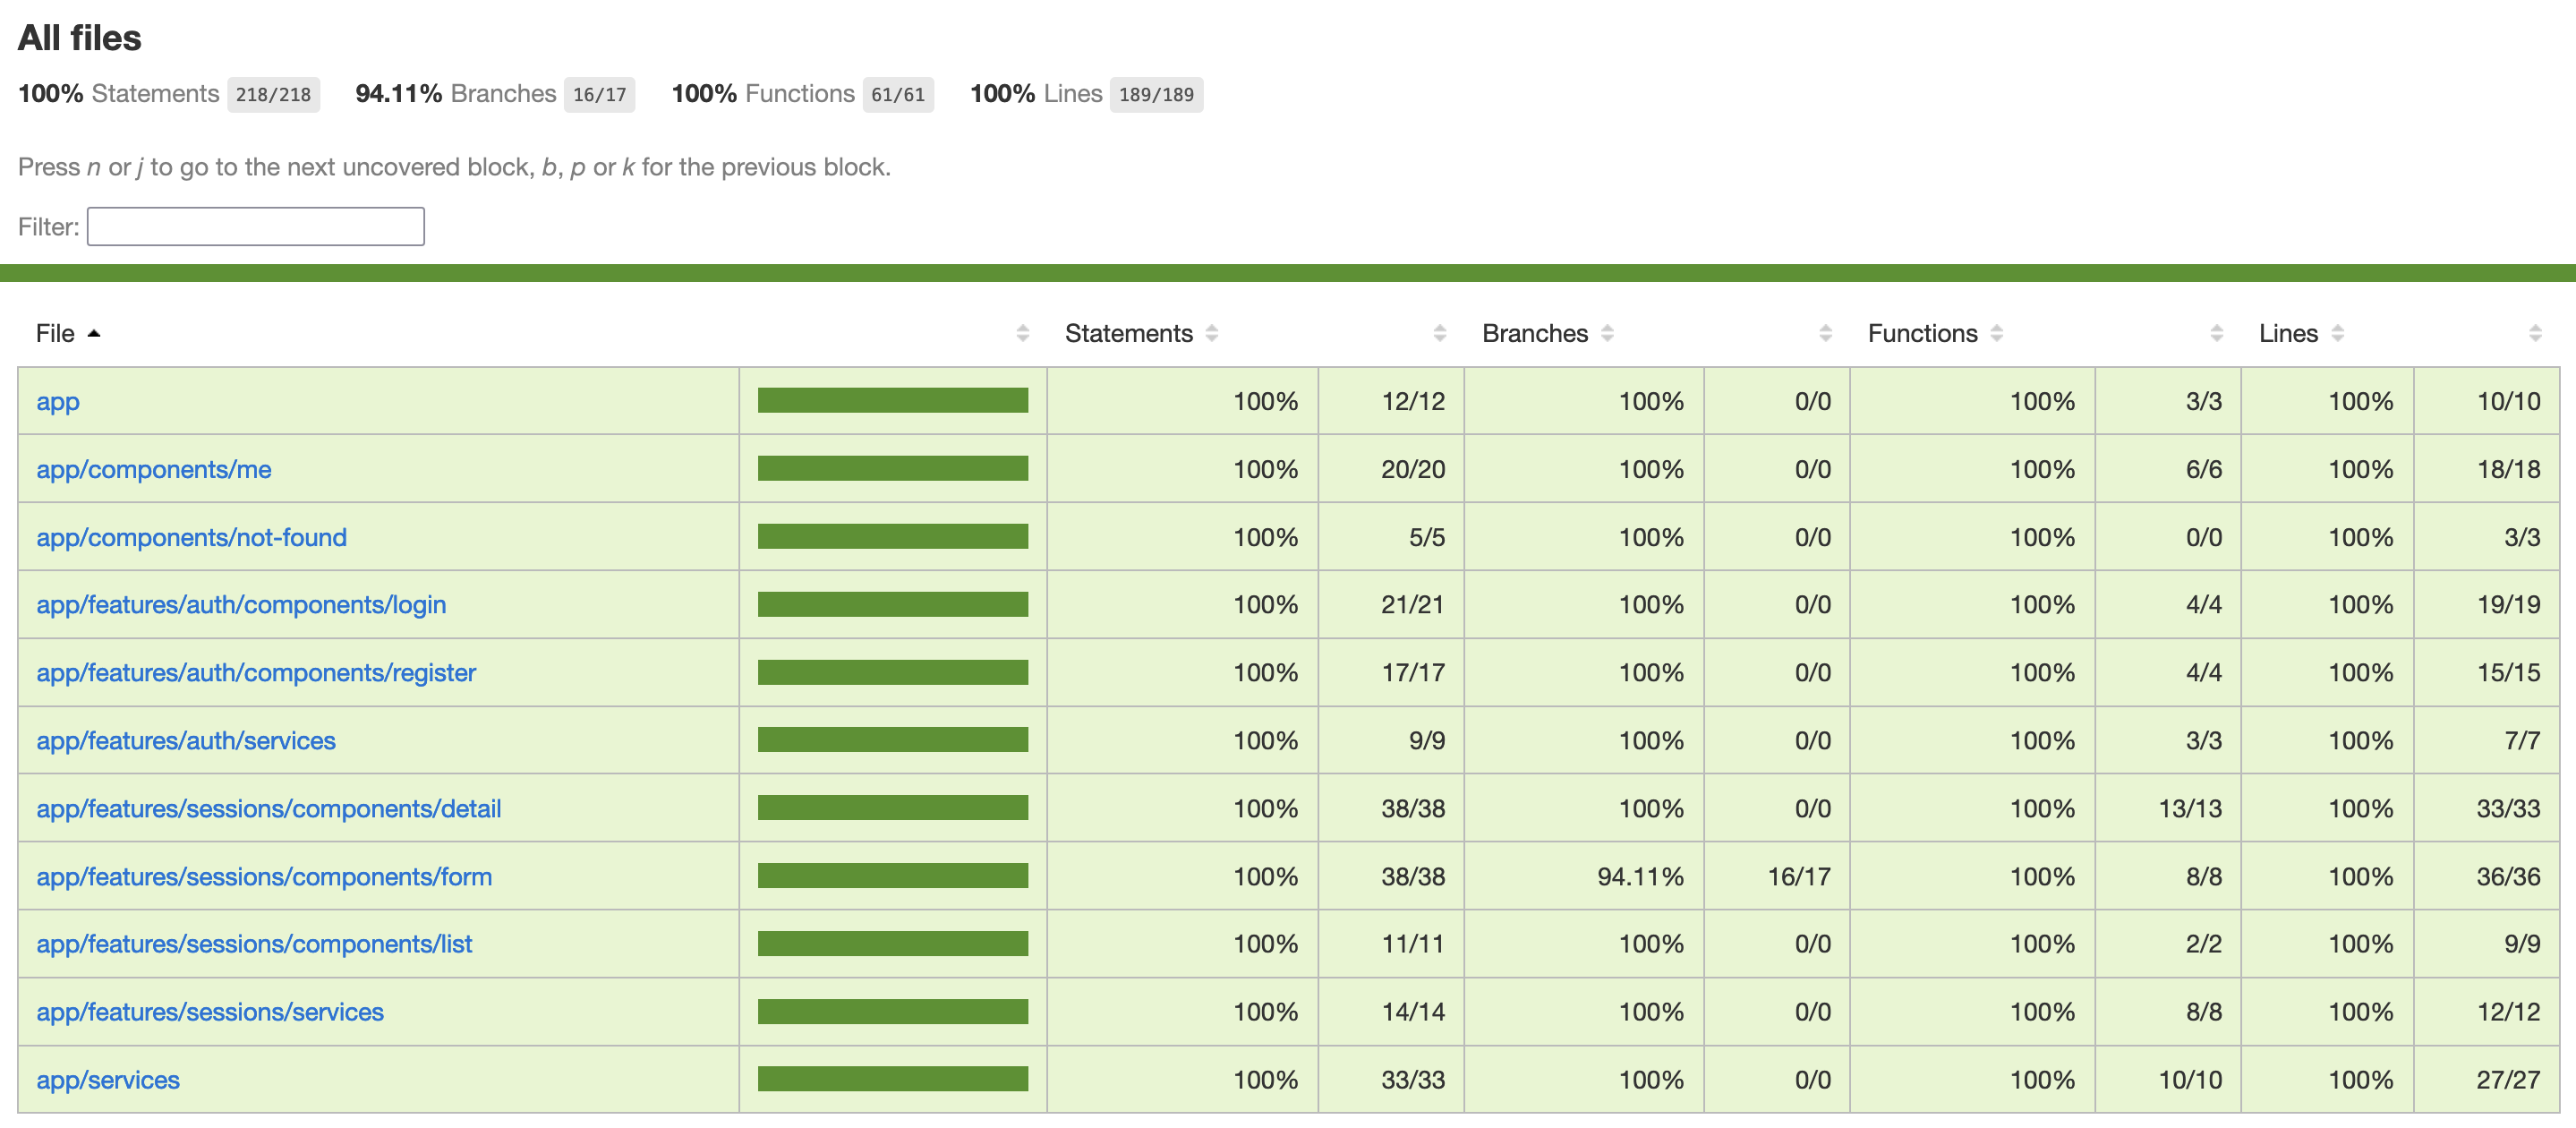 All files
100% Statements 218/218 94.11% Branches 16/17 100% Functions 61/61 100% Lines 189/189
Press n or j to go to the next uncovered block, b, p or k for the previous block.
Filter:
File Statements Branches Functions Lines
app 100% 12/12 100% 0/0 100% 3/3 100% 10/10
app/components/me 100% 20/20 100% 0/0 100% 6/6 100% 18/18
app/components/not-found 100% 5/5 100% 0/0 100% 0/0 100% 3/3
app/features/auth/components/login 100% 21/21 100% 0/0 100% 4/4 100% 19/19
app/features/auth/components/register 100% 17/17 100% 0/0 100% 4/4 100% 15/15
app/features/auth/services 100% 9/9 100% 0/0 100% 3/3 100% 7/7
app/features/sessions/components/detail 100% 38/38 100% 0/0 100% 13/13 100% 33/33
app/features/sessions/components/form 100% 38/38 94.11% 16/17 100% 8/8 100% 36/36
app/features/sessions/components/list 100% 11/11 100% 0/0 100% 2/2 100% 9/9
app/features/sessions/services 100% 14/14 100% 0/0 100% 8/8 100% 12/12
app/services 100% 33/33 100% 0/0 100% 10/10 100% 27/27